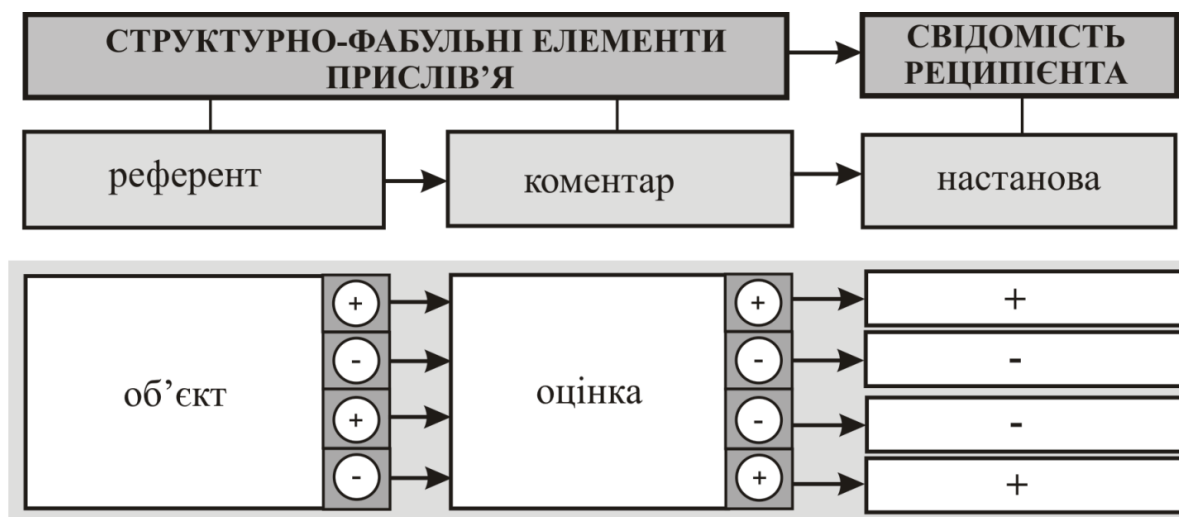 СТРУКТУРНО-ФАБУЛЬНІ ЕЛЕМЕНТИ
ПРИСЛІВ’Я
СВІДОМІСТЬ
РЕЦИПІЄНТА
референт
коментар
настанова
об’єкт
оцінка
+ + +
- - -
+ - -
- + +